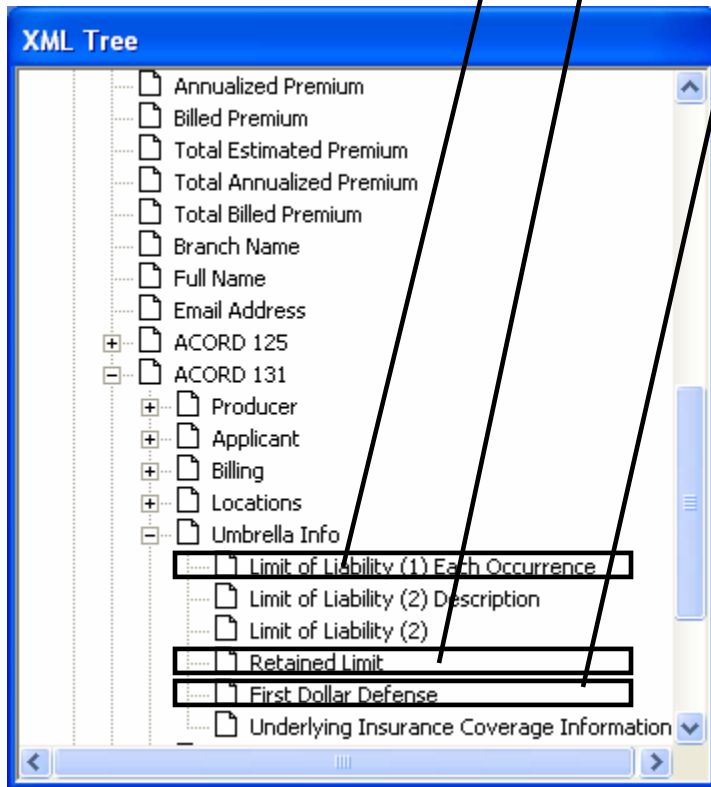 XML Tree
Annualized Premium
Billed Premium
Total Estimated Premium
Total Annualized Premium
Total Billed Premium
Branch Name
Full Name
Email Address
ACORD 125
ACORD 131
Producer
Applicant
Billing
Locations
Umbrella Info
Limit of Liability (1) Each Occurrence
Limit of Liability (2) Description
Limit of Liability (2)
Retained Limit
First Dollar Defense
Underlying Insurance Coverage Information